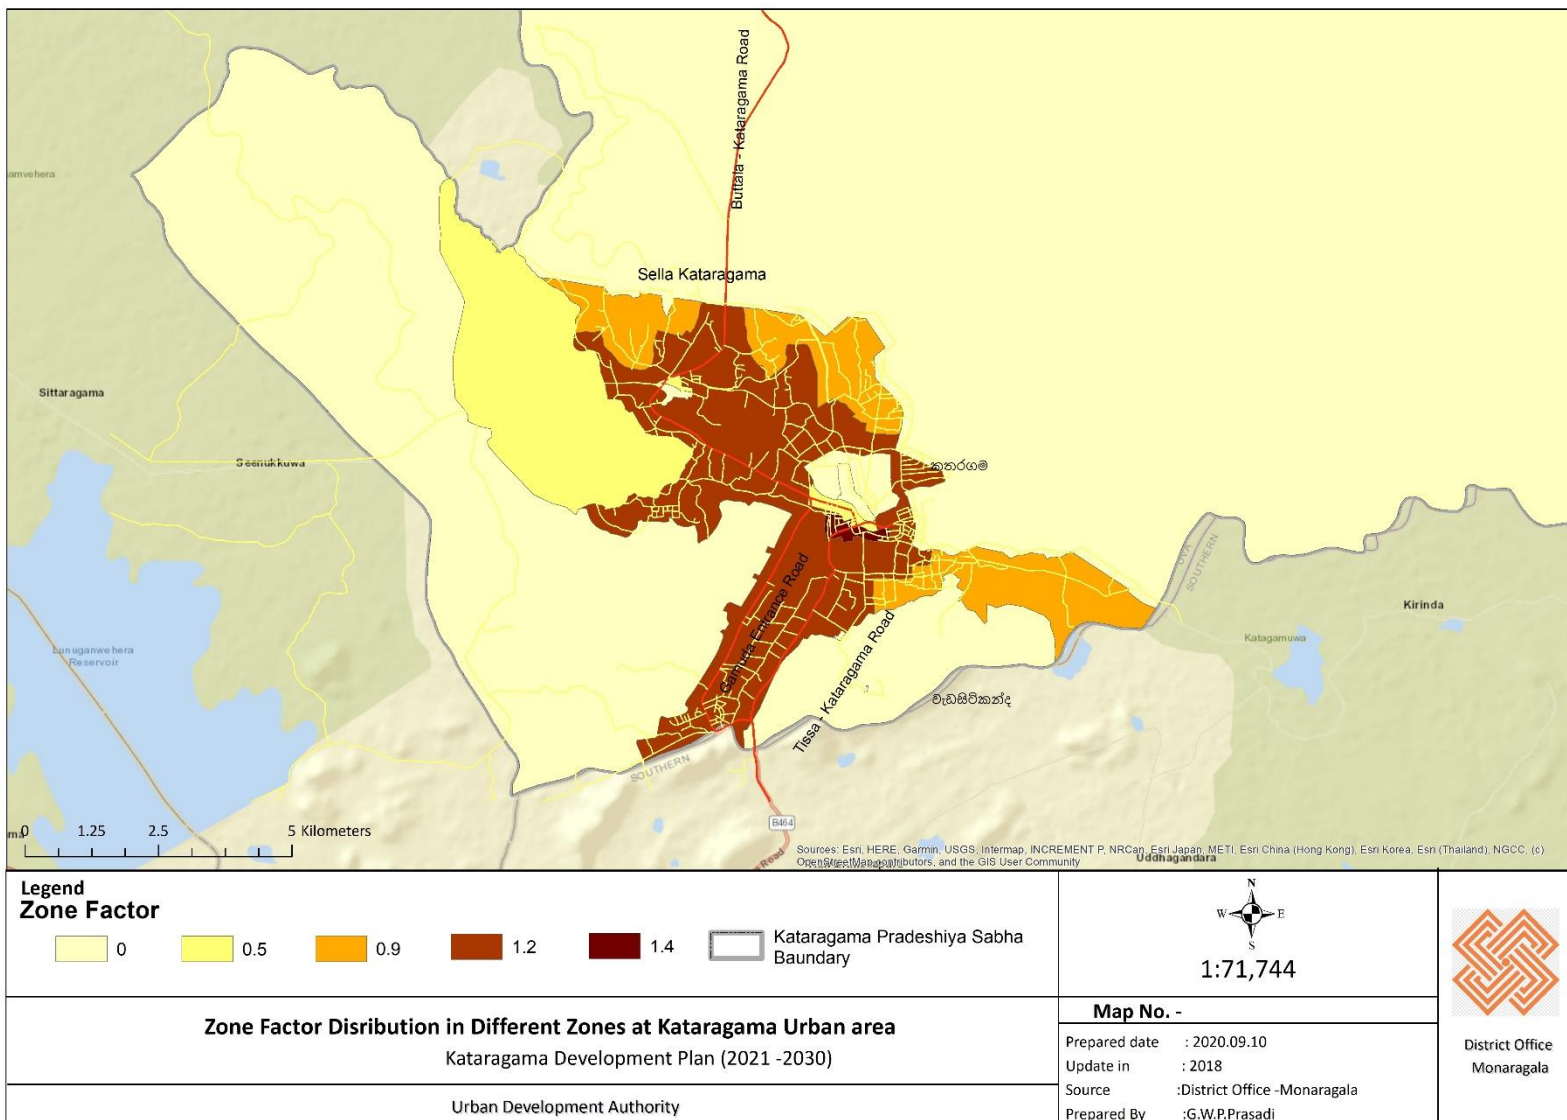 Buttala - Kataragama Road
amvehera
Sella Kataragama
Sittaragama
Seenukkuwa
කතරගම
UVA
SOUTHERN
Kirinda
Katagamuwa
Lunuganwehera
Reservoir
Gamuda Entrance Road
Tissa - Kataragama Road
වැඩසිටිකන්ද
SOUTHERN
B464
Road
ma
0 1.25 2.5 5 Kilometers
Sources: Esri, HERE, Garmin, USGS, Intermap, INCREMENT P, NRCan, Esri Japan, METI, Esri China (Hong Kong), Esri Korea, Esri (Thailand), NGCC, (c)
OpenStreetMap contributors, and the GIS User Community
Uddhagandara
Legend
Zone Factor
0 0.5 0.9 1.2 1.4
Kataragama Pradeshiya Sabha
Baundary
N
W E
S
1:71,744
Zone Factor Disribution in Different Zones at Kataragama Urban area
Kataragama Development Plan (2021 -2030)
Urban Development Authority
Map No. -
Prepared date : 2020.09.10
Update in : 2018
Source :District Office -Monaragala
Prepared By :G.W.P.Prasadi
District Office
Monaragala